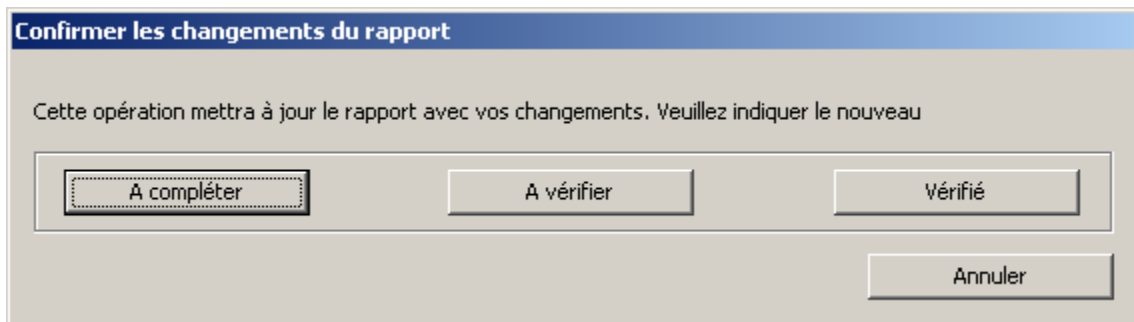 Confirmer les changements du rapport
Cette opération mettra à jour le rapport avec vos changements. Veuillez indiquer le nouveau
A compléter
A vérifier
Vérifié
Annuler